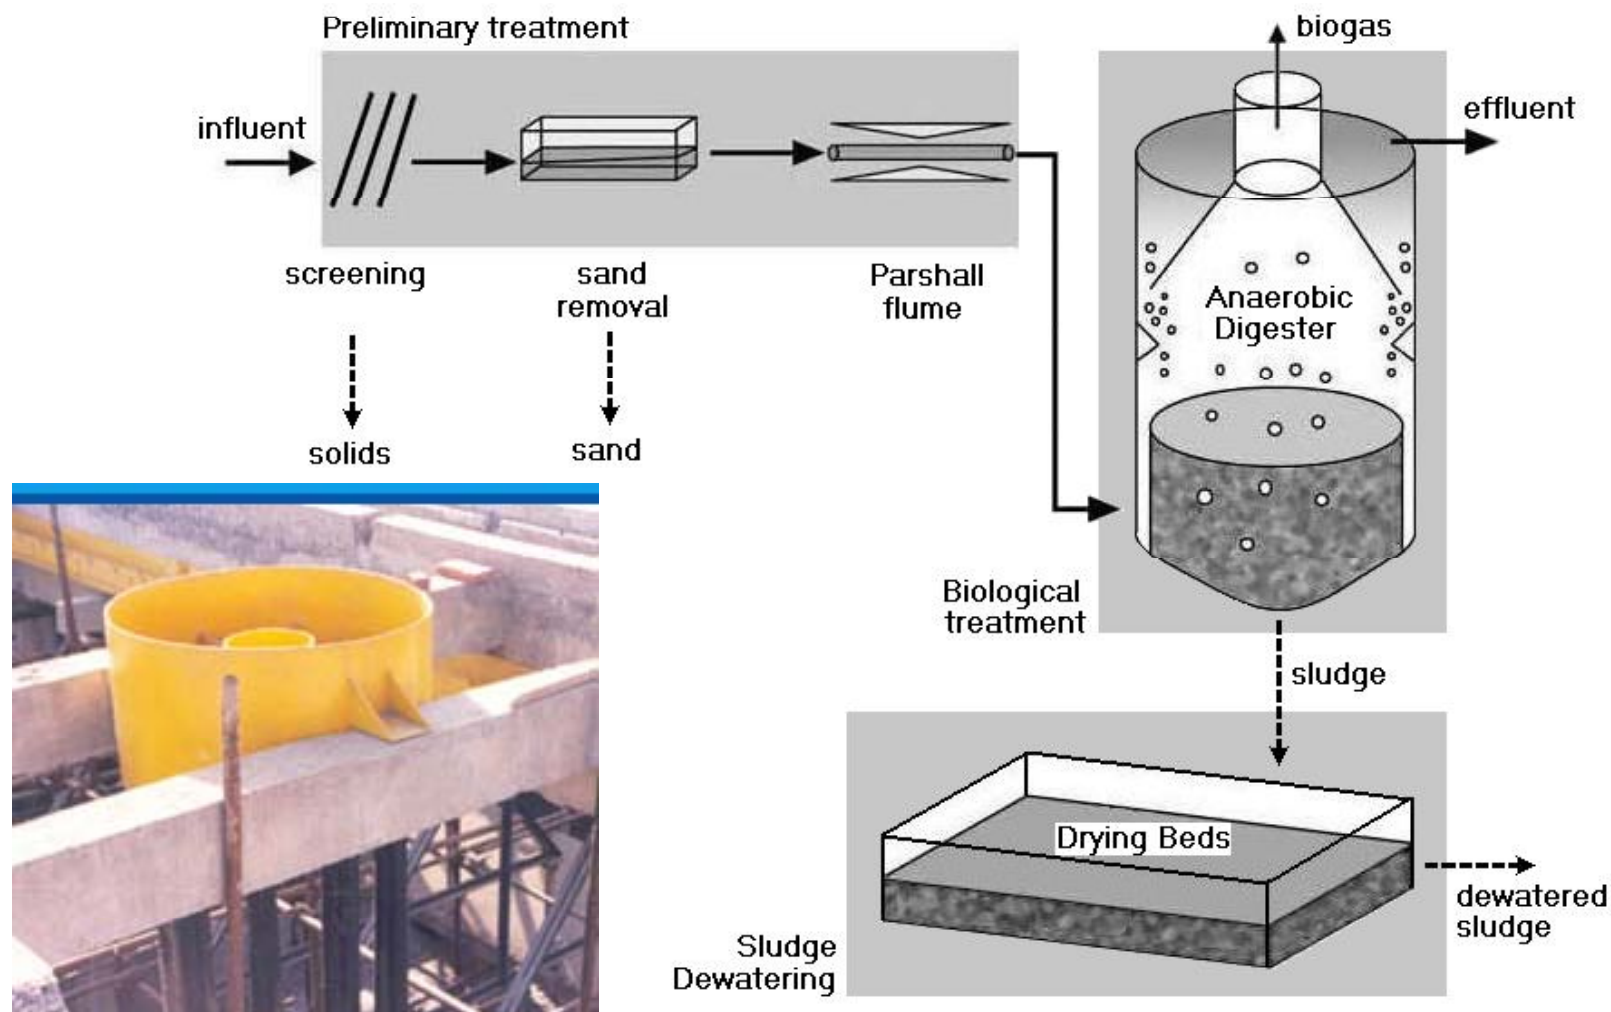 Preliminary treatment
influent
screening
sand
removal
Parshall
flume
solids
sand
biogas
effluent
Anaerobic
Digester
Biological
treatment
sludge
Drying Beds
dewatered
sludge
Sludge
Dewatering